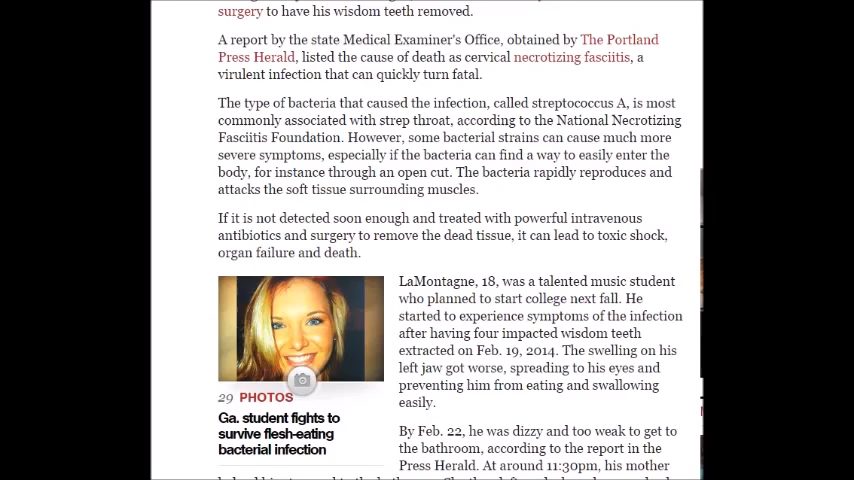 surgery to have his wisdom teeth removed.
A report by the state Medical Examiner's Office, obtained by The Portland
Press Herald, listed the cause of death as cervical necrotizing fasciitis, a
virulent infection that can quickly turn fatal.
The type of bacteria that caused the infection, called streptococcus A, is most
commonly associated with strep throat, according to the National Necrotizing
Fasciitis Foundation. However, some bacterial strains can cause much more
severe symptoms, especially if the bacteria can find a way to easily enter the
body, for instance through an open cut. The bacteria rapidly reproduces and
attacks the soft tissue surrounding muscles.
If it is not detected soon enough and treated with powerful intravenous
antibiotics and surgery to remove the dead tissue, it can lead to toxic shock,
organ failure and death.
29 PHOTOS
Ga. student fights to
survive flesh-eating
bacterial infection
LaMontagne, 18, was a talented music student
who planned to start college next fall. He
started to experience symptoms of the infection
after having four impacted wisdom teeth
extracted on Feb. 19, 2014. The swelling on his
left jaw got worse, spreading to his eyes and
preventing him from eating and swallowing
easily.
By Feb. 22, he was dizzy and too weak to get to
the bathroom, according to the report in the
Press Herald. At around 11:30pm, his mother